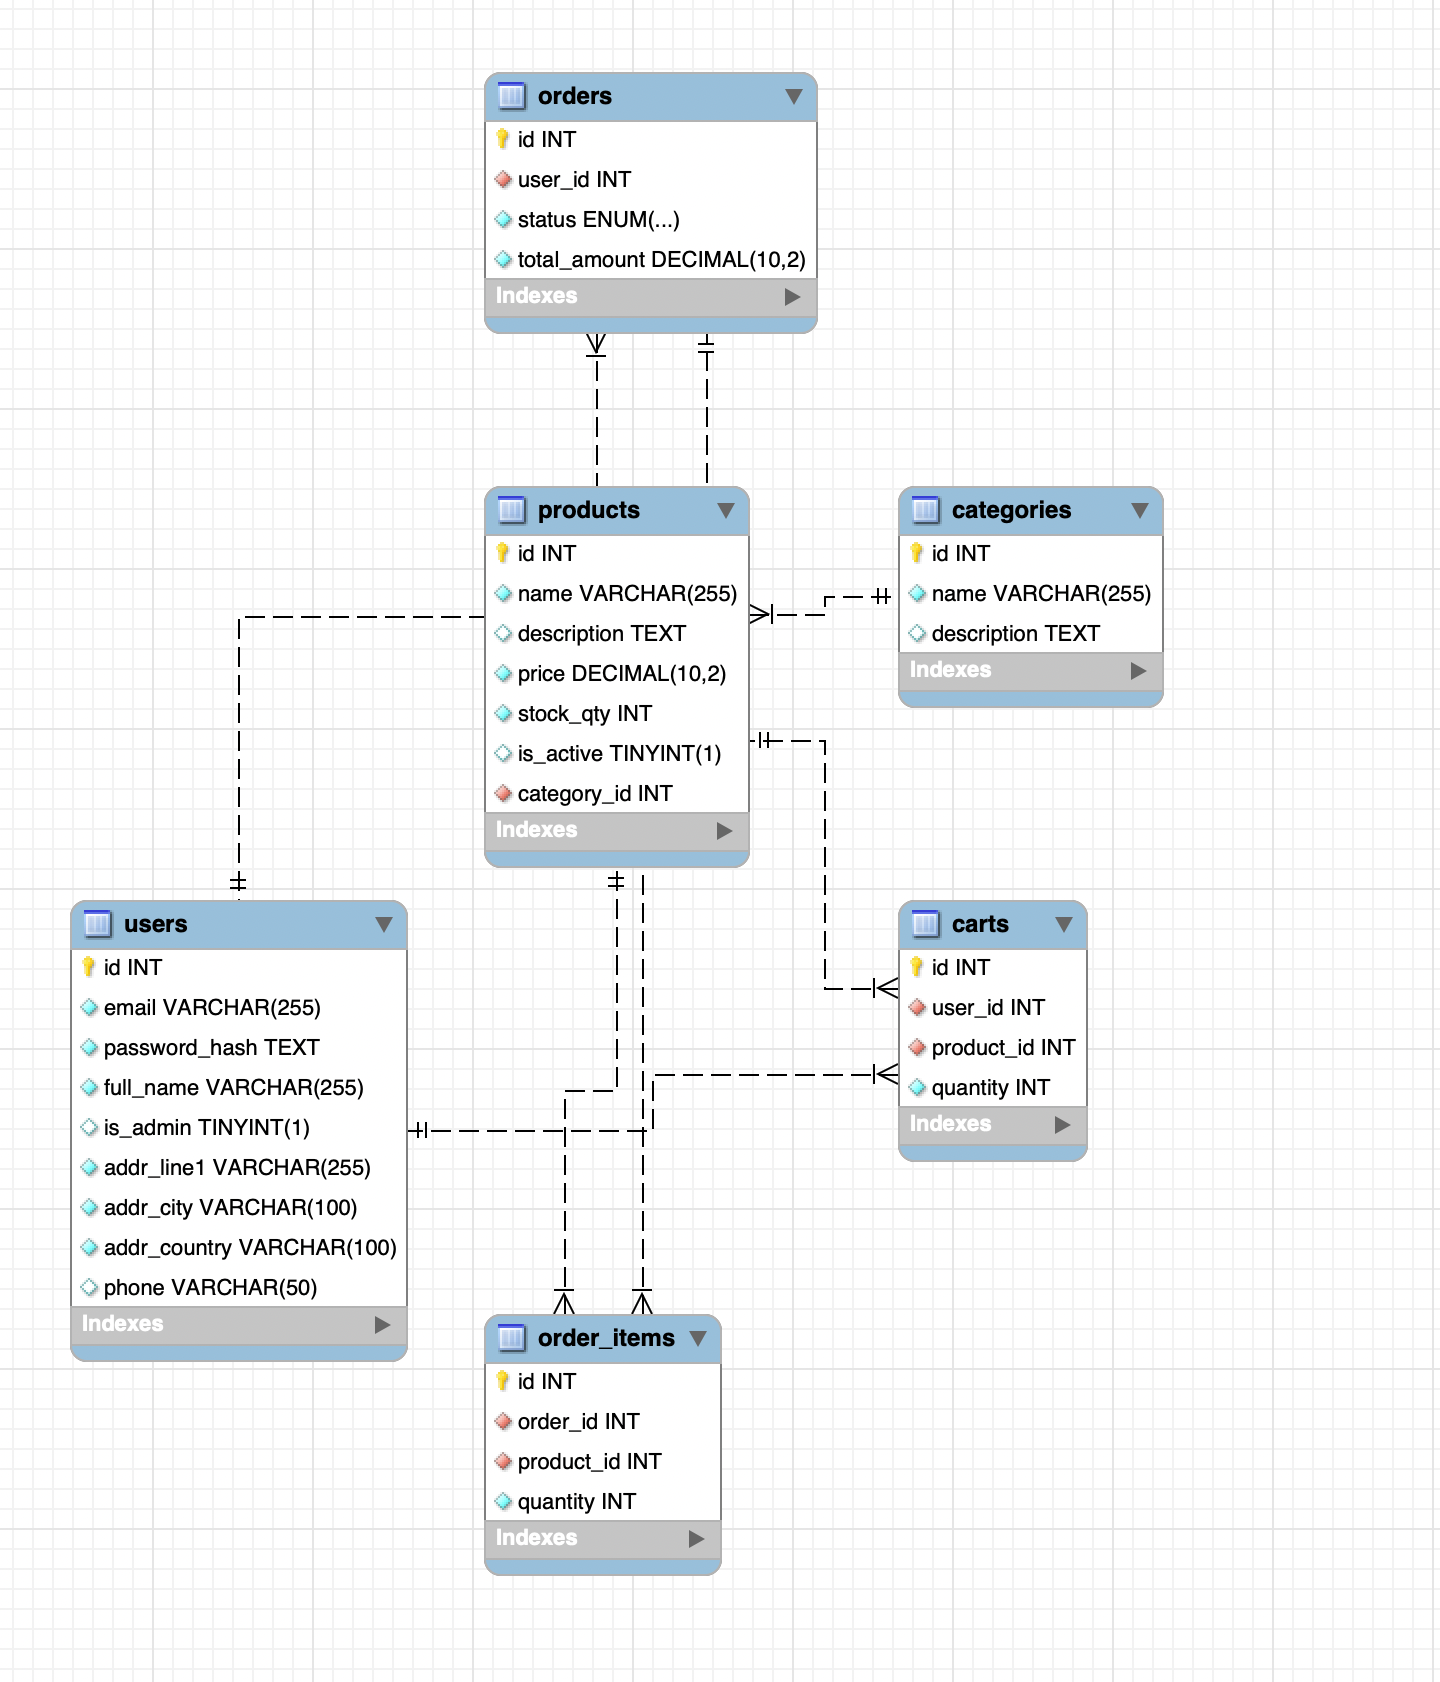 orders
id INT
user_id INT
status ENUM(...)
total_amount DECIMAL(10,2)
Indexes
products
id INT
name VARCHAR(255)
description TEXT
price DECIMAL(10,2)
stock_qty INT
is_active TINYINT(1)
category_id INT
Indexes
categories
id INT
name VARCHAR(255)
description TEXT
Indexes
users
id INT
email VARCHAR(255)
password_hash TEXT
full_name VARCHAR(255)
is_admin TINYINT(1)
addr_line1 VARCHAR(255)
addr_city VARCHAR(100)
addr_country VARCHAR(100)
phone VARCHAR(50)
Indexes
carts
id INT
user_id INT
product_id INT
quantity INT
Indexes
order_items
id INT
order_id INT
product_id INT
quantity INT
Indexes